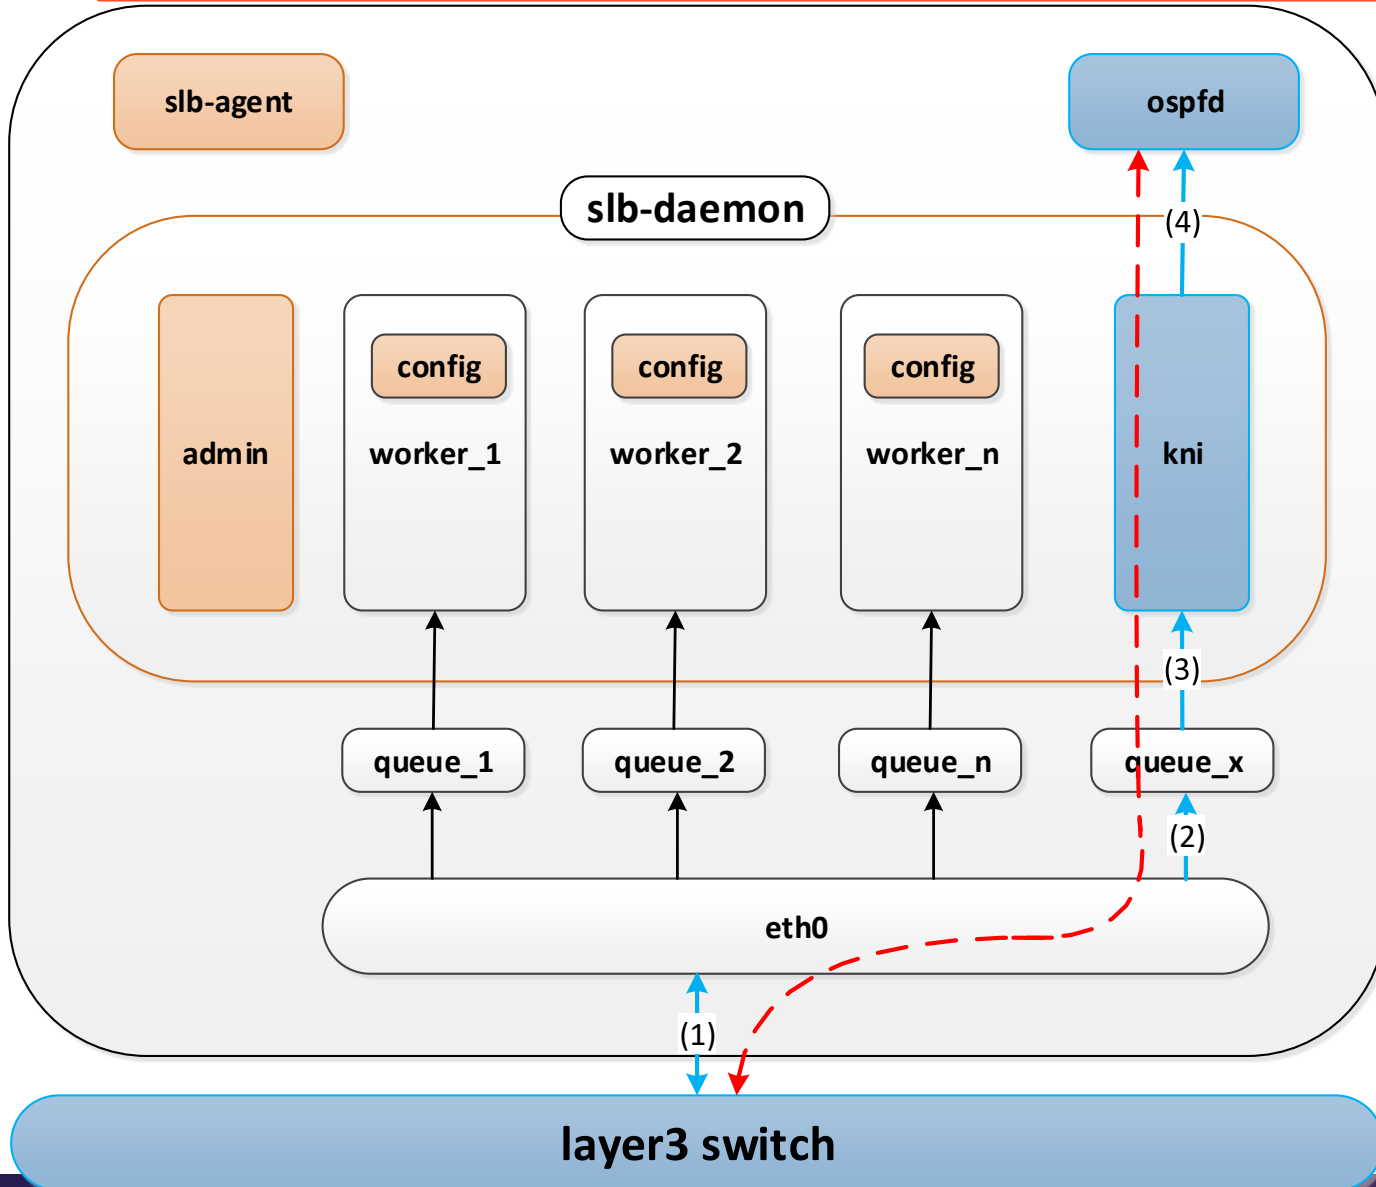 slb-agent
ospfd
slb-daemon
(4)
config
config
config
admin
worker_1
worker_2
worker_n
kni
(3)
queue_1
queue_2
queue_n
queue_x
(2)
eth0
(1)
layer3 switch